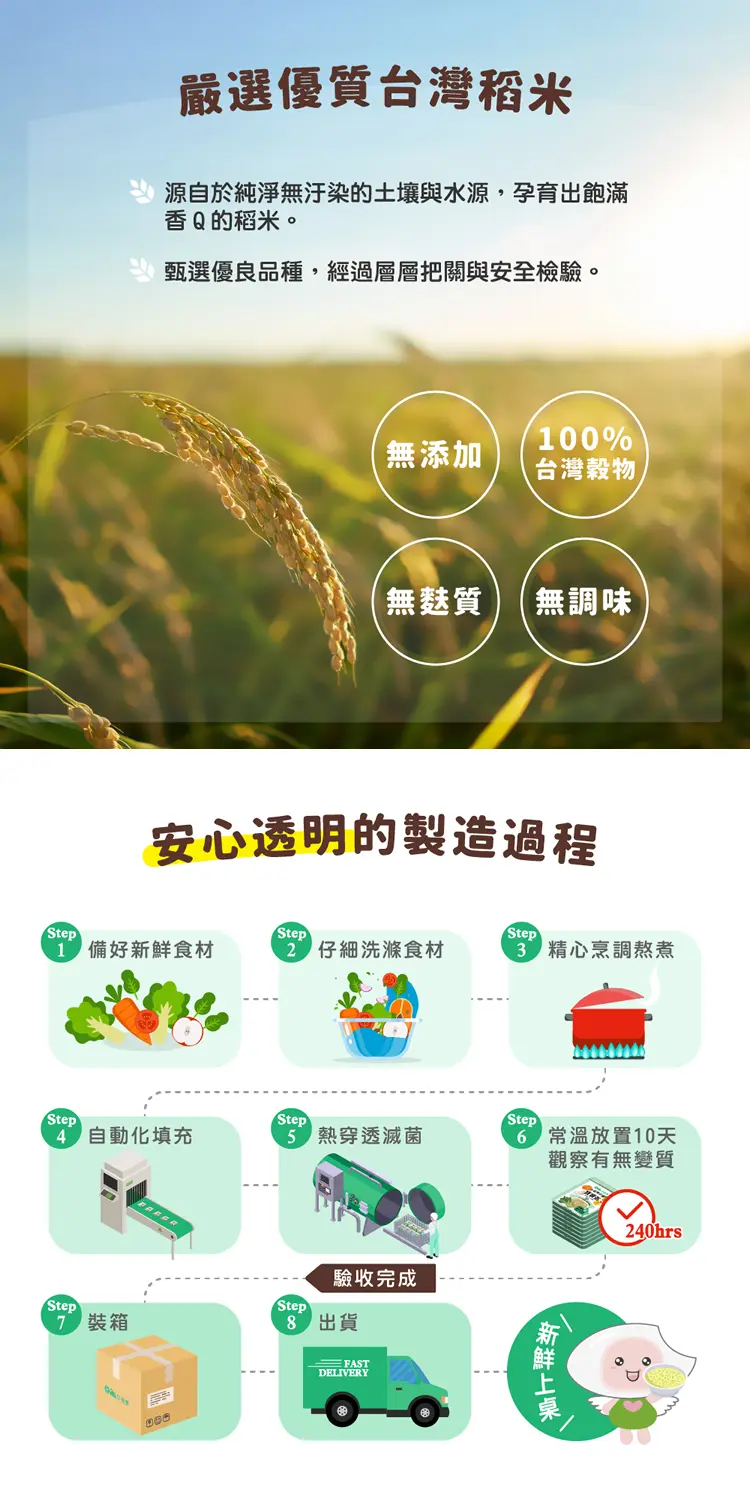 嚴選優質台灣稻米
源自於純淨無汙染的土壤與水源，孕育出飽滿
香Q的稻米。
甄選優良品種，經過層層把關與安全檢驗。
無添加
100%
台灣穀物
無麩質
無調味
安心透明的製造過程
Step
1
備好新鮮食材
Step
2
仔細洗滌食材
Step
3
精心烹調熬煮
Step
4
自動化填充
Step
5
熱穿透滅菌
Step
6
常溫放置10天
觀察有無變質
240hrs
驗收完成
Step
7
裝箱
Step
8
出貨
FAST
DELIVERY
新鮮上桌